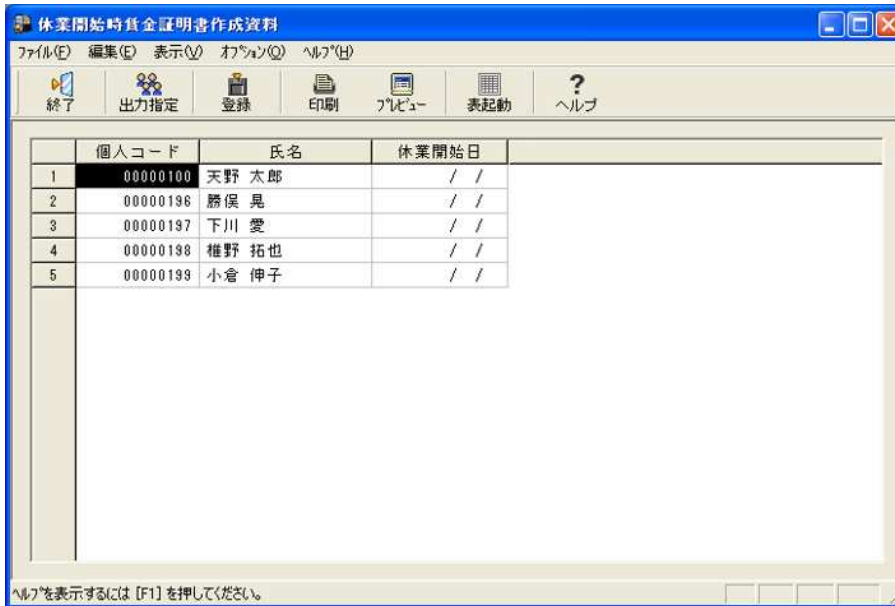 休業開始時賃金証明書作成資料
ﾌｧｲﾙ(F) 編集(E) 表示(V) ｵﾌﾟｼｮﾝ(O) ﾍﾙﾌﾟ(H)
終了 出力指定 登録 印刷 ﾌﾟﾚﾋﾞｭｰ 表起動 ? ヘルプ
個人コード 氏名 休業開始日
1 00000100 天野 太郎 / /
2 00000196 勝俣 晃 / /
3 00000197 下川 愛 / /
4 00000198 椎野 拓也 / /
5 00000199 小倉 伸子 / /
ﾍﾙﾌﾟを表示するには [F1] を押してください。